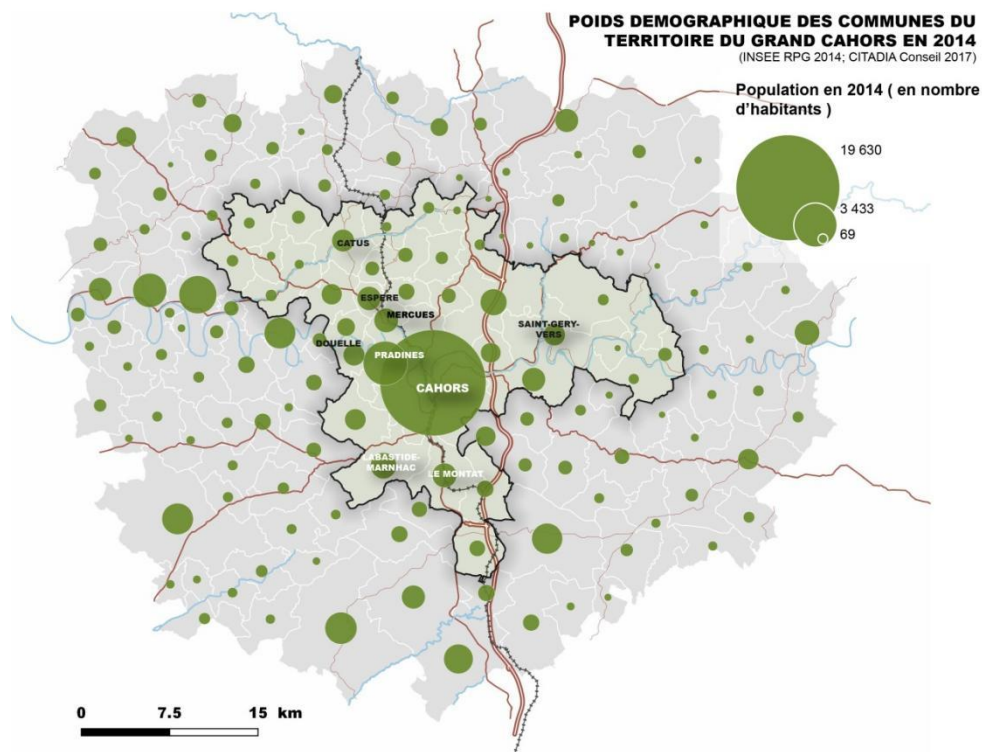 POIDS DEMOGRAPHIQUE DES COMMUNES DU
TERRITOIRE DU GRAND CAHORS EN 2014
(INSEE RPG 2014; CITADIA Conseil 2017)
Population en 2014 ( en nombre
d'habitants )
19 630
3 433
69
CATUS
ESPERE
MERCUES
SAINT-GERY-
VERS
DOUELLE
PRADINES
CAHORS
LABASTIDE-
MARNHAC
LE MONTAT
0 7.5 15 km